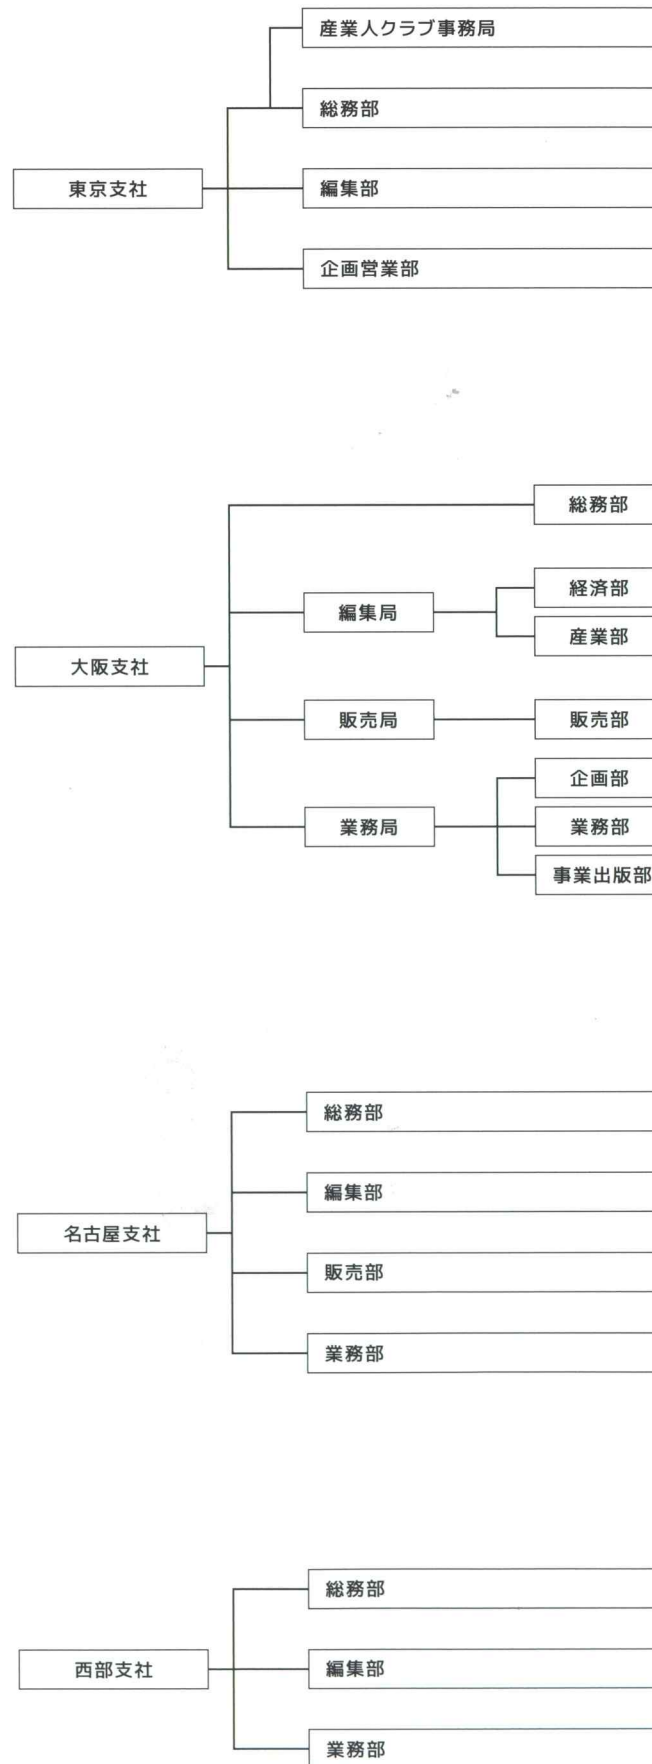 産業人クラブ事務局
総務部
東京支社
編集部
企画営業部
総務部
経済部
編集局
産業部
大阪支社
販売局
販売部
企画部
業務局
業務部
事業出版部
総務部
編集部
名古屋支社
販売部
業務部
総務部
西部支社
編集部
業務部